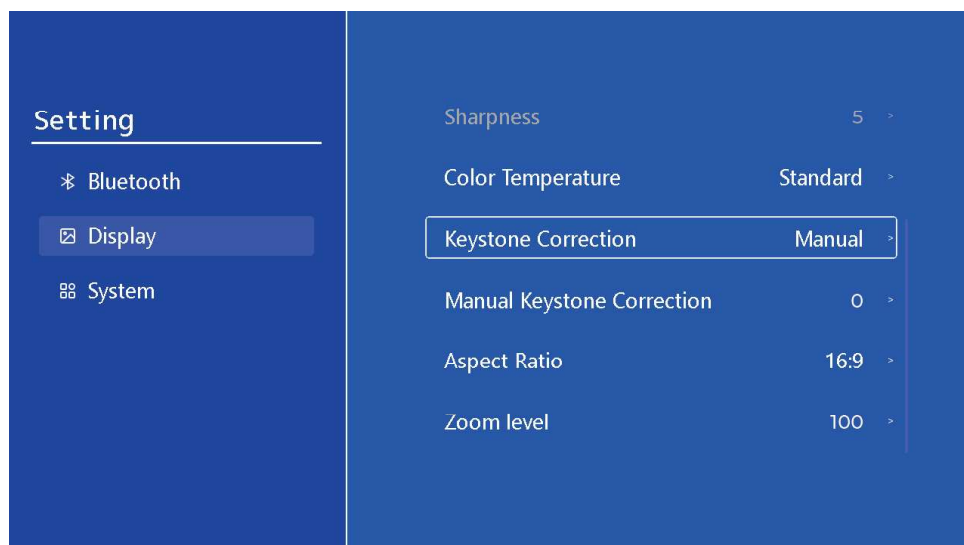 Setting
Bluetooth
Display
System
Sharpness 5 >
Color Temperature Standard >
Keystone Correction Manual >
Manual Keystone Correction 0 >
Aspect Ratio 16:9 >
Zoom level 100 >